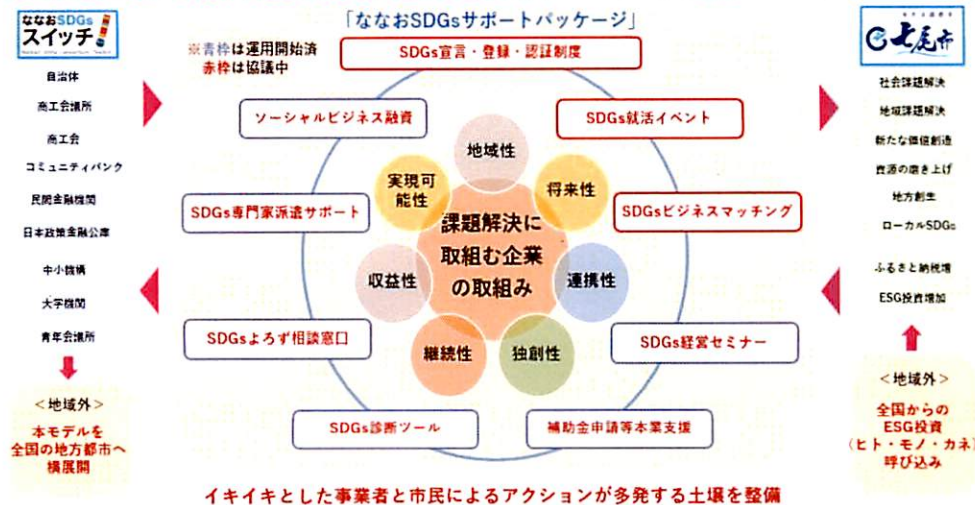 「ななおSDGsサポートパッケージ」
ななおSDGs
スイッチ!
※青枠は運用開始済
赤枠は協議中
自治体
商工会議所
商工会
コミュニティバンク
民間金融機関
日本政策金融公庫
中小機構
大学機関
青年会議所
<地域外>
本モデルを
全国の地方都市へ
横展開
SDGs宣言・登録・認証制度
ソーシャルビジネス融資
SDGs就活イベント
SDGs専門家派遣サポート
SDGsビジネスマッチング
SDGsよろず相談窓口
SDGs経営セミナー
SDGs診断ツール
補助金申請等本業支援
地域性
実現可
能性
将来性
課題解決に
取組む企業
の取組み
収益性
連携性
継続性
独創性
七尾市
社会課題解決
地域課題解決
新たな価値創造
資源の磨き上げ
地方創生
ローカルSDGs
ふるさと納税増
ESG投資増加
<地域外>
全国からの
ESG投資
(ヒト・モノ・カネ)
呼び込み
イキイキとした事業者と市民によるアクションが多発する土壌を整備